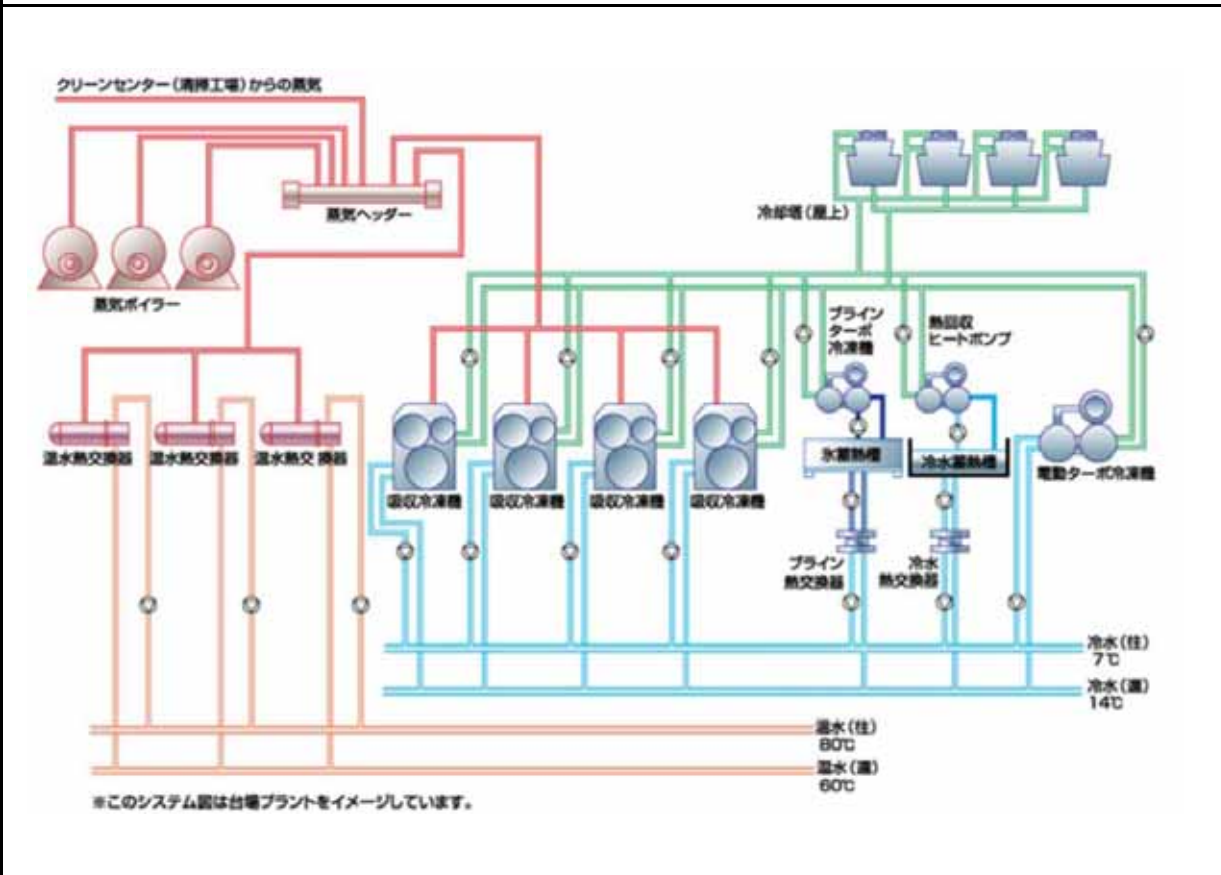 クリーンセンター(清掃工場)からの蒸気
蒸気ヘッダー
冷却塔(屋上)
蒸気ボイラー
ブライン
ターボ
冷凍機
熱回収
ヒートポンプ
温水熱交換器
温水熱交換器
温水熱交 換器
吸収冷凍機
吸収冷凍機
吸収冷凍機
吸収冷凍機
氷蓄熱槽
冷水蓄熱槽
電動ターボ冷凍機
ブライン
熱交換器
冷水
熱交換器
冷水(往)
7℃
冷水(還)
14℃
温水(往)
80℃
温水(還)
60℃
※このシステム図は台場プラントをイメージしています。